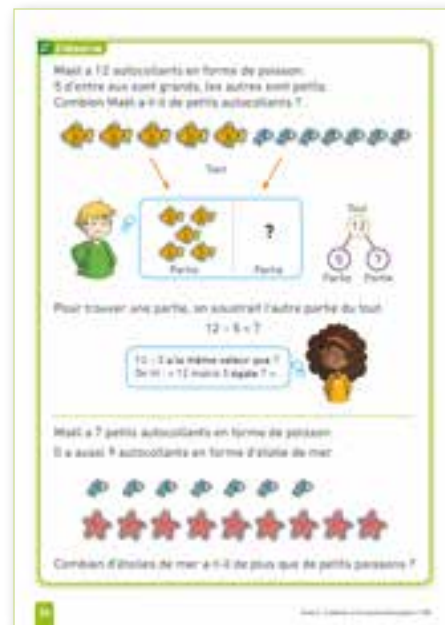 J'observe
Maël a 12 autocollants en forme de poisson.
5 d'entre eux sont grands, les autres sont petits.
Combien Maël a-t-il de petits autocollants ?
Tout
?
Partie Partie
Tout
12
5 ?
Partie Partie
Pour trouver une partie, on soustrait l'autre partie du tout.
12 - 5 = 7
12 - 5 a la même valeur que 7
On lit : « 12 moins 5 égale 7 ».
Maël a 7 petits autocollants en forme de poisson.
Il a aussi 9 autocollants en forme d'étoile de mer.
Combien d'étoiles de mer a-t-il de plus que de petits poissons ?